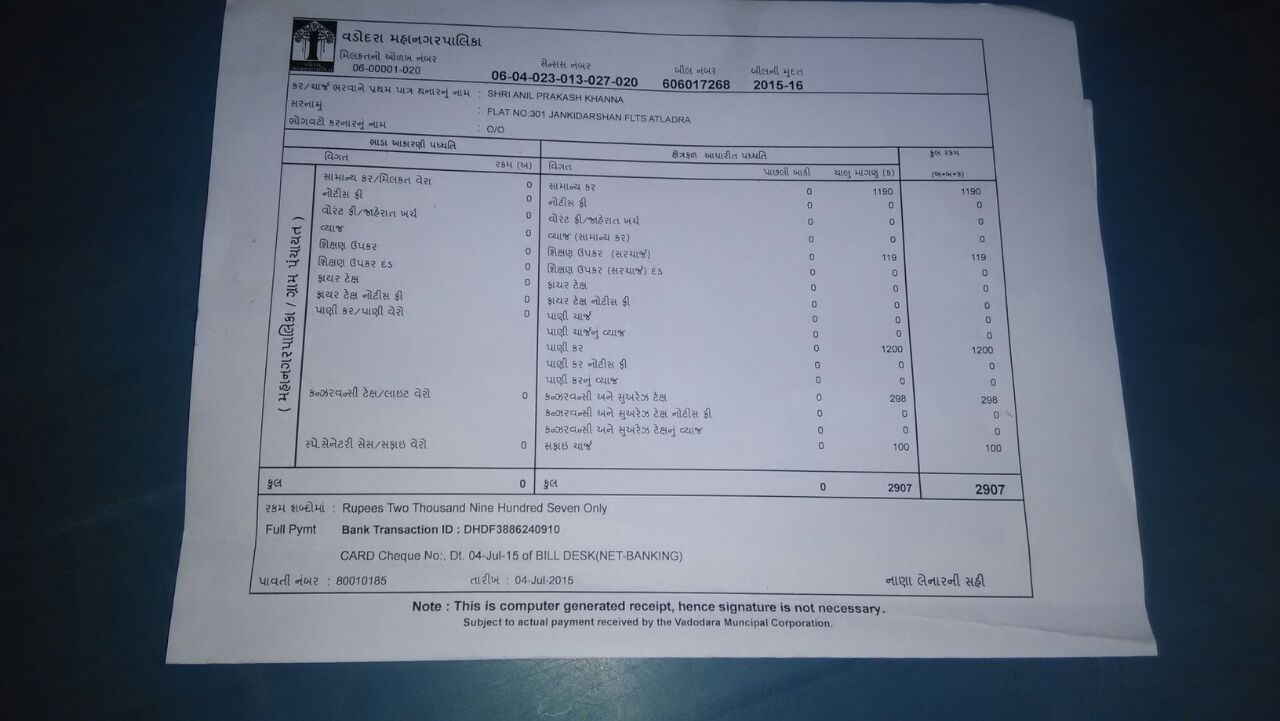 વડોદરા મહાનગરપાલિકા
મિલકતનો ઓળખ નંબર સેન્સસ નંબર બીલ નંબર બીલની મુદત
06-00001-020 06-04-023-013-027-020 606017268 2015-16
કર/ચાર્જ ભરવાને પ્રથમ પાત્ર થનારનું નામ : SHRI ANIL PRAKASH KHANNA
સરનામું : FLAT NO:301 JANKIDARSHAN FLTS ATLADRA
ભોગવટો કરનારનું નામ : O/O
ભાડા આકારણી પધ્ધતિ ક્ષેત્રફળ આધારીત પધ્ધતિ કુલ રકમ
વિગત રકમ (અ) વિગત પાછલી બાકી ચાલુ માગણુ (ક) (અ+બ+ક)
( મહાનગરપાલિકા / ગ્રામ પંચાયત )
સામાન્ય કર/મિલકત વેરા 0 સામાન્ય કર 0 1190 1190
નોટીસ ફી 0 નોટીસ ફી 0 0 0
વોરંટ ફી/જાહેરાત ખર્ચ 0 વોરંટ ફી/જાહેરાત ખર્ચ 0 0 0
વ્યાજ 0 વ્યાજ (સામાન્ય કર) 0 0 0
શિક્ષણ ઉપકર 0 શિક્ષણ ઉપકર (સરચાર્જ) 0 119 119
શિક્ષણ ઉપકર દંડ 0 શિક્ષણ ઉપકર (સરચાર્જ) દંડ 0 0 0
ફાયર ટેક્ષ 0 ફાયર ટેક્ષ 0 0 0
ફાયર ટેક્ષ નોટીસ ફી 0 ફાયર ટેક્ષ નોટીસ ફી 0 0 0
પાણી કર/પાણી વેરો 0 પાણી ચાર્જ 0 0 0
પાણી ચાર્જનું વ્યાજ 0 0 0
પાણી કર 0 1200 1200
પાણી કર નોટીસ ફી 0 0 0
પાણી કરનું વ્યાજ 0 0 0
કન્ઝરવન્સી ટેક્ષ/લાઇટ વેરો 0 કન્ઝરવન્સી અને સુઅરેઝ ટેક્ષ 0 298 298
કન્ઝરવન્સી અને સુઅરેઝ ટેક્ષ નોટીસ ફી 0 0 0
કન્ઝરવન્સી અને સુઅરેઝ ટેક્ષનું વ્યાજ 0 0 0
સ્પે.સેનેટરી સેસ/સફાઇ વેરો 0 સફાઇ ચાર્જ 0 100 100
કુલ 0 કુલ 0 2907 2907
રકમ શબ્દોમાં : Rupees Two Thousand Nine Hundred Seven Only
Full Pymt Bank Transaction ID : DHDF3886240910
CARD Cheque No:, Dt. 04-Jul-15 of BILL DESK(NET-BANKING)
પાવતી નંબર : 80010185 તારીખ : 04-Jul-2015 નાણા લેનારની સહી
Note : This is computer generated receipt, hence signature is not necessary.
Subject to actual payment received by the Vadodara Muncipal Corporation.